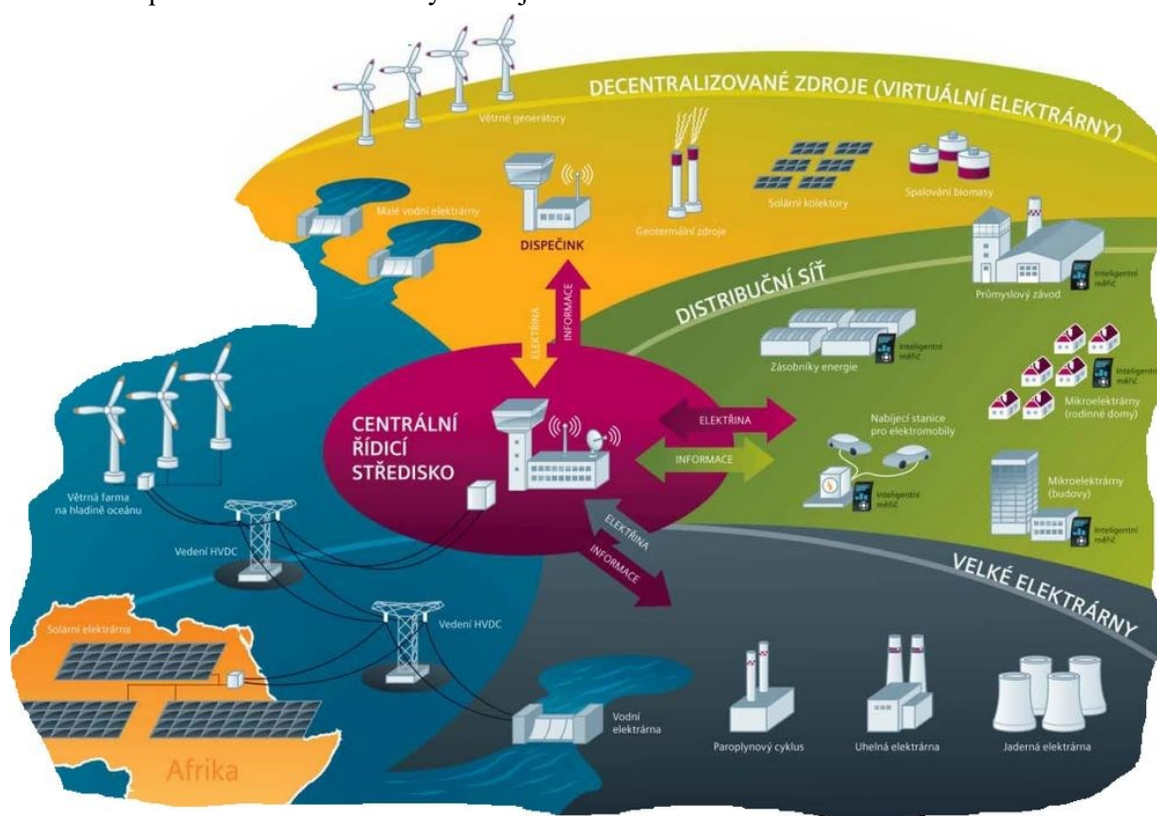 DECENTRALIZOVANÉ ZDROJE (VIRTUÁLNÍ ELEKTRÁRNY)
Větrné generátory
Malé vodní elektrárny
DISPEČINK
Geotermální zdroje
Solární kolektory
Spalování biomasy
DISTRIBUČNÍ SÍŤ
Průmyslový závod
Inteligentní
měřič
Zásobníky energie
Inteligentní
měřič
Inteligentní
měřič
Mikroelektrárny
(rodinné domy)
Nabíjecí stanice
pro elektromobily
Inteligentní
měřič
Mikroelektrárny
(budovy)
Inteligentní
měřič
ELEKTŘINA
INFORMACE
CENTRÁLNÍ
ŘÍDICÍ
STŘEDISKO
ELEKTŘINA
INFORMACE
ELEKTŘINA
INFORMACE
Větrná farma
na hladině oceánu
Vedení HVDC
Vedení HVDC
Solární elektrárna
Afrika
VELKÉ ELEKTRÁRNY
Vodní
elektrárna
Paroplynový cyklus
Uhelná elektrárna
Jaderná elektrárna